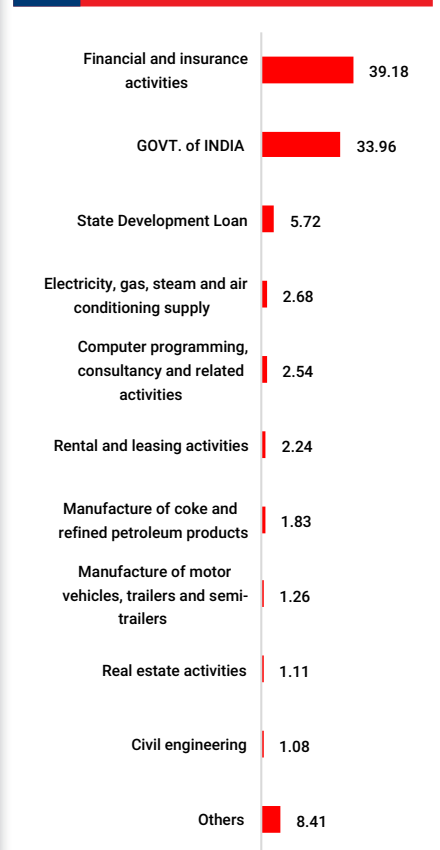 Financial and insurance
activities
39.18
GOVT. of INDIA
33.96
State Development Loan
5.72
Electricity, gas, steam and air
conditioning supply
2.68
Computer programming,
consultancy and related
activities
2.54
Rental and leasing activities
2.24
Manufacture of coke and
refined petroleum products
1.83
Manufacture of motor
vehicles, trailers and semi-
trailers
1.26
Real estate activities
1.11
Civil engineering
1.08
Others
8.41